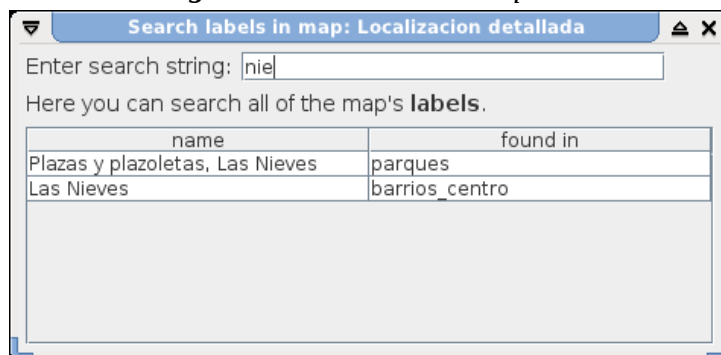 Search labels in map: Localizacion detallada
Enter search string: nie
Here you can search all of the map's labels.
name found in
Plazas y plazoletas, Las Nieves parques
Las Nieves barrios_centro